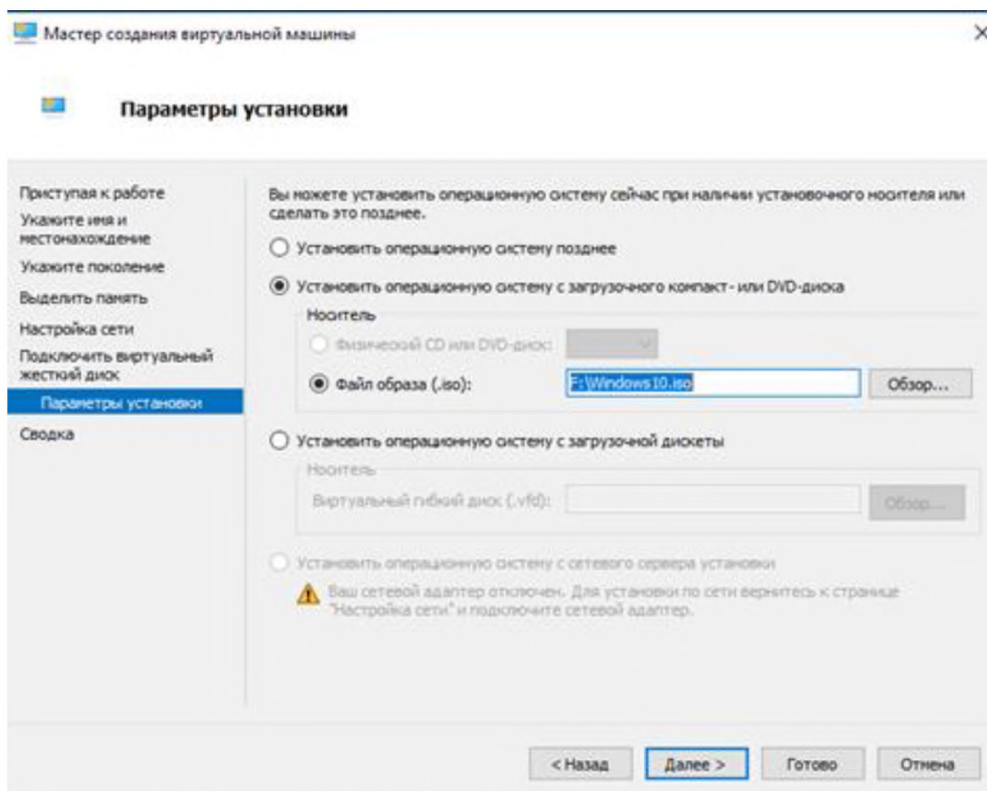 Мастер создания виртуальной машины
Параметры установки
Приступая к работе
Укажите имя и
местонахождение
Укажите поколение
Выделить память
Настройка сети
Подключить виртуальный
жесткий диск
Параметры установки
Сводка
Вы можете установить операционную систему сейчас при наличии установочного носителя или
сделать это позднее.
Установить операционную систему позднее
Установить операционную систему с загрузочного компакт- или DVD-диска
Носитель
Физический CD или DVD-диск:
Файл образа (.iso):
F:\Windows10.iso
Обзор...
Установить операционную систему с загрузочной дискеты
Носитель
Виртуальный гибкий диск (.vfd):
Обзор...
Установить операционную систему с сетевого сервера установки
Ваш сетевой адаптер отключен. Для установки по сети вернитесь к странице
"Настройка сети" и подключите сетевой адаптер.
< Назад
Далее >
Готово
Отмена